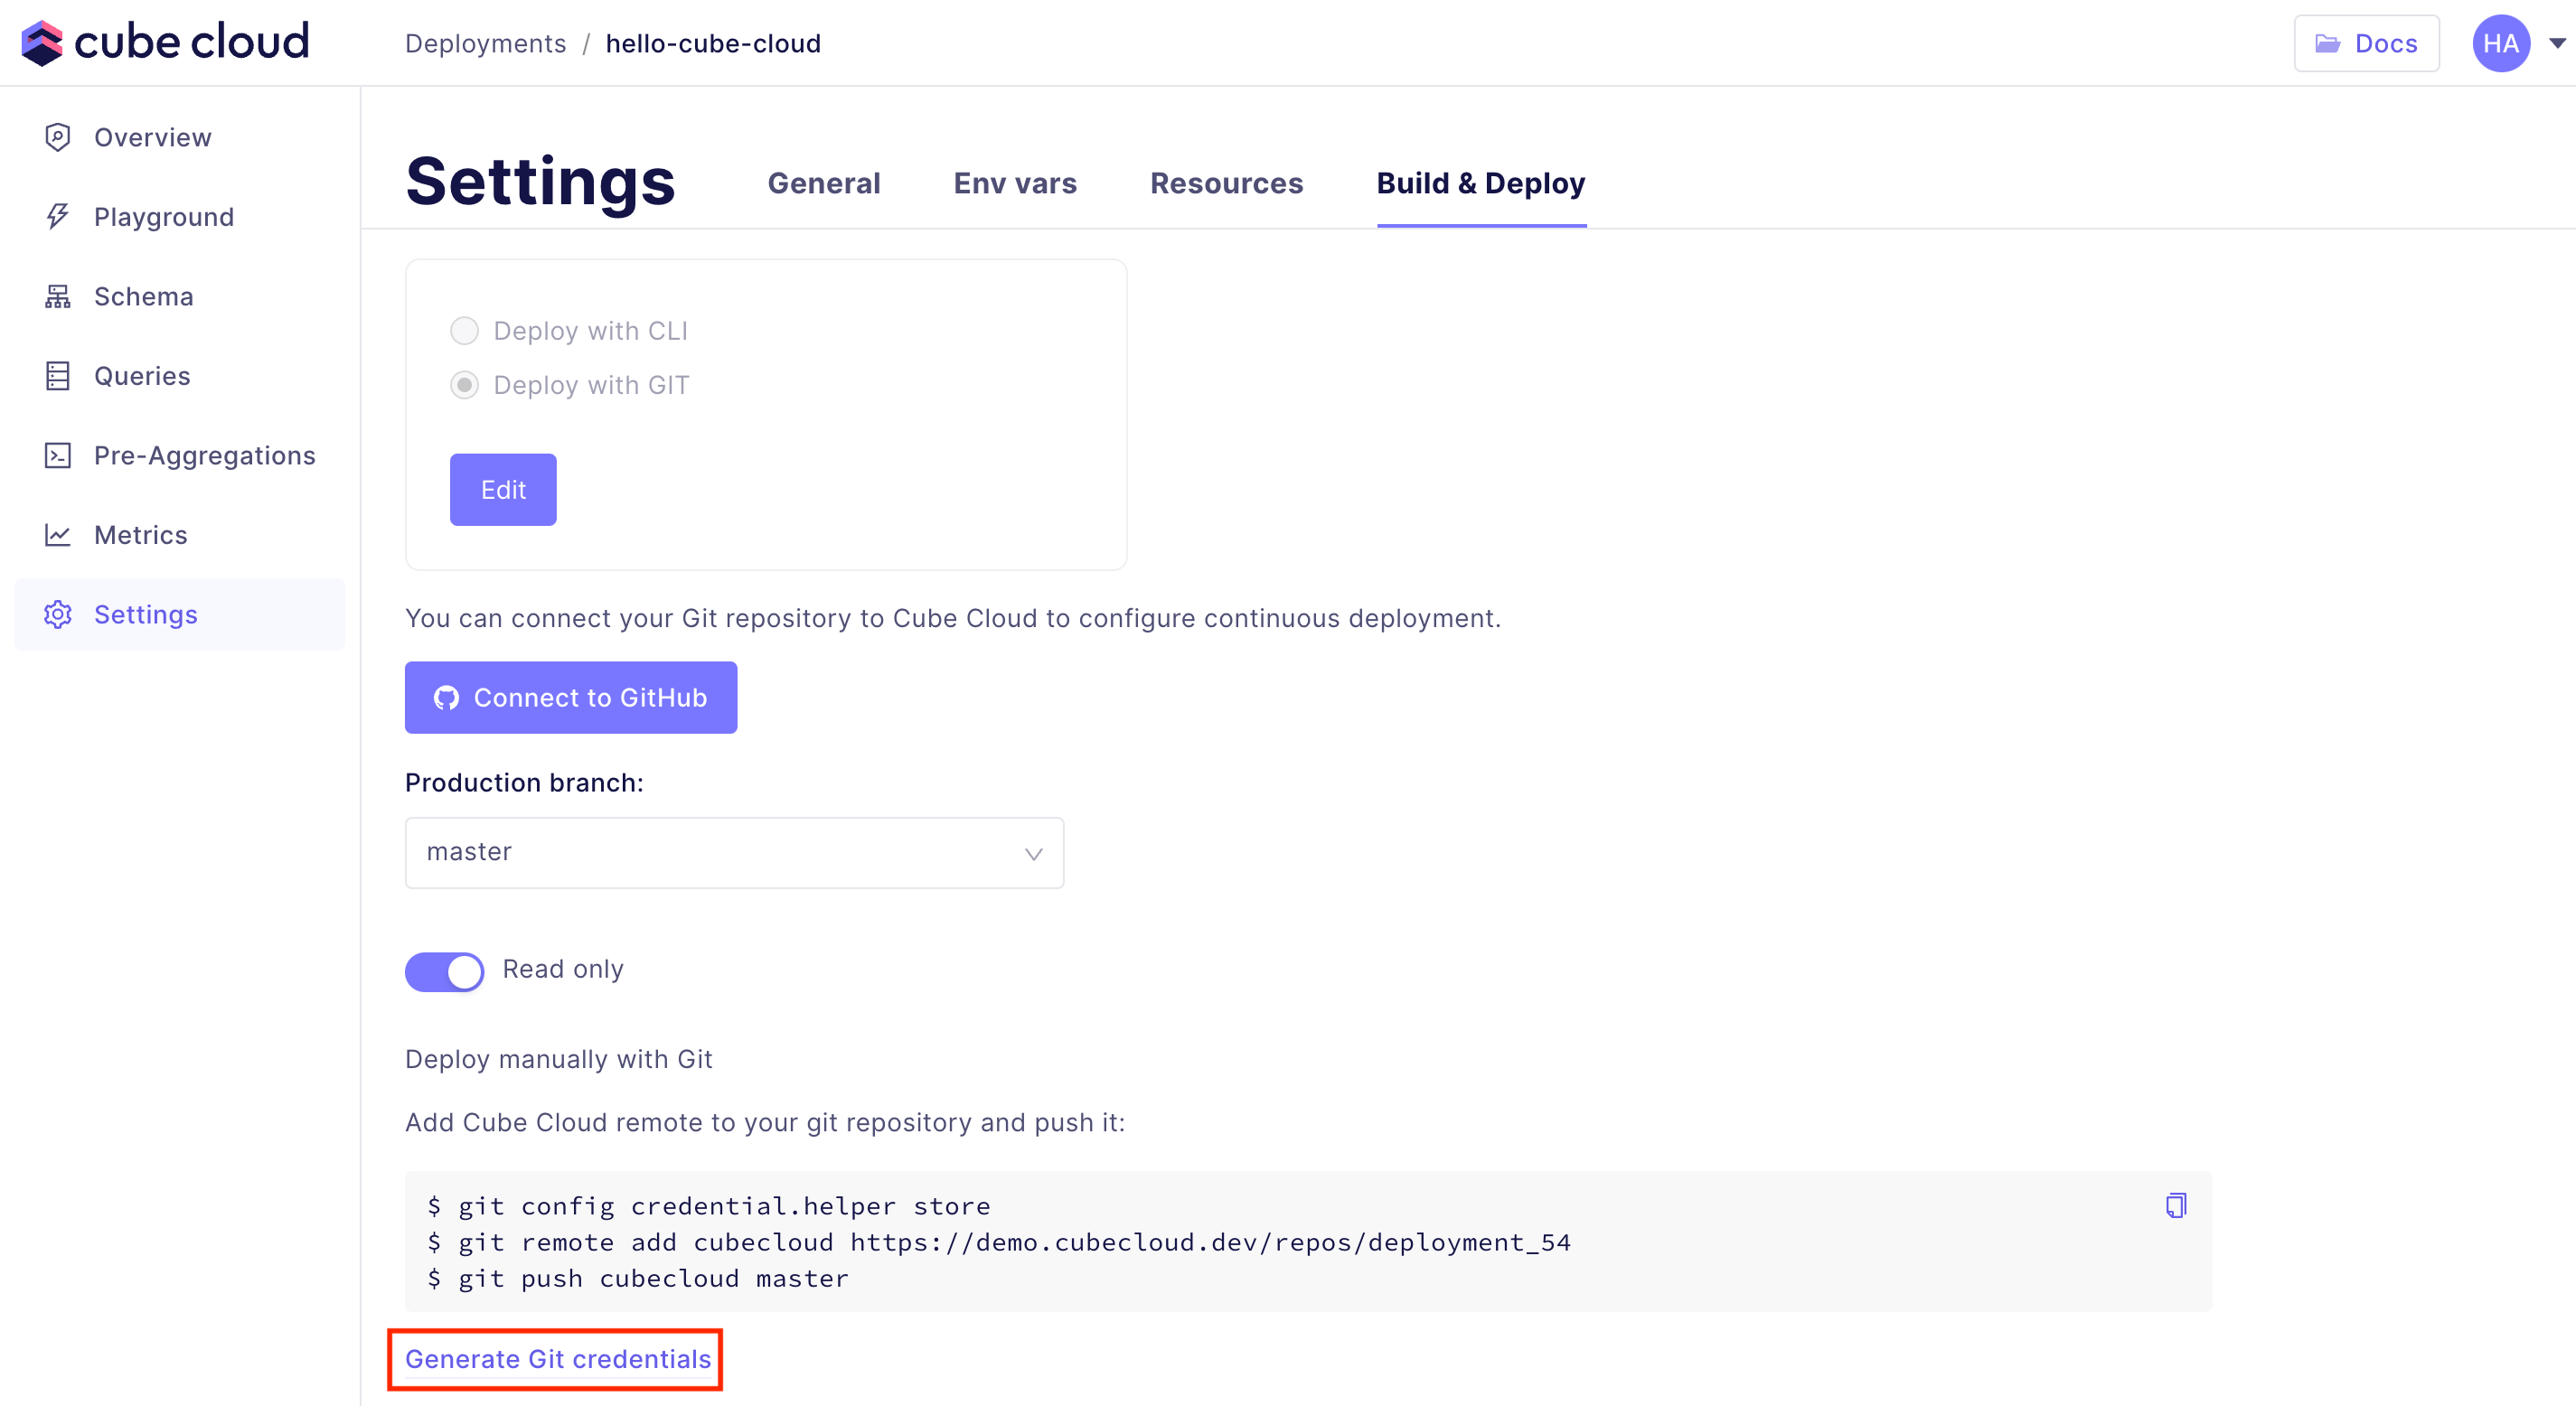 cube cloud
Deployments / hello-cube-cloud
Docs
HA
Overview
Playground
Schema
Queries
Pre-Aggregations
Metrics
Settings
Settings
General
Env vars
Resources
Build & Deploy
Deploy with CLI
Deploy with GIT
Edit
You can connect your Git repository to Cube Cloud to configure continuous deployment.
Connect to GitHub
Production branch:
master
Read only
Deploy manually with Git
Add Cube Cloud remote to your git repository and push it:
$ git config credential.helper store
$ git remote add cubecloud https://demo.cubecloud.dev/repos/deployment_54
$ git push cubecloud master
Generate Git credentials